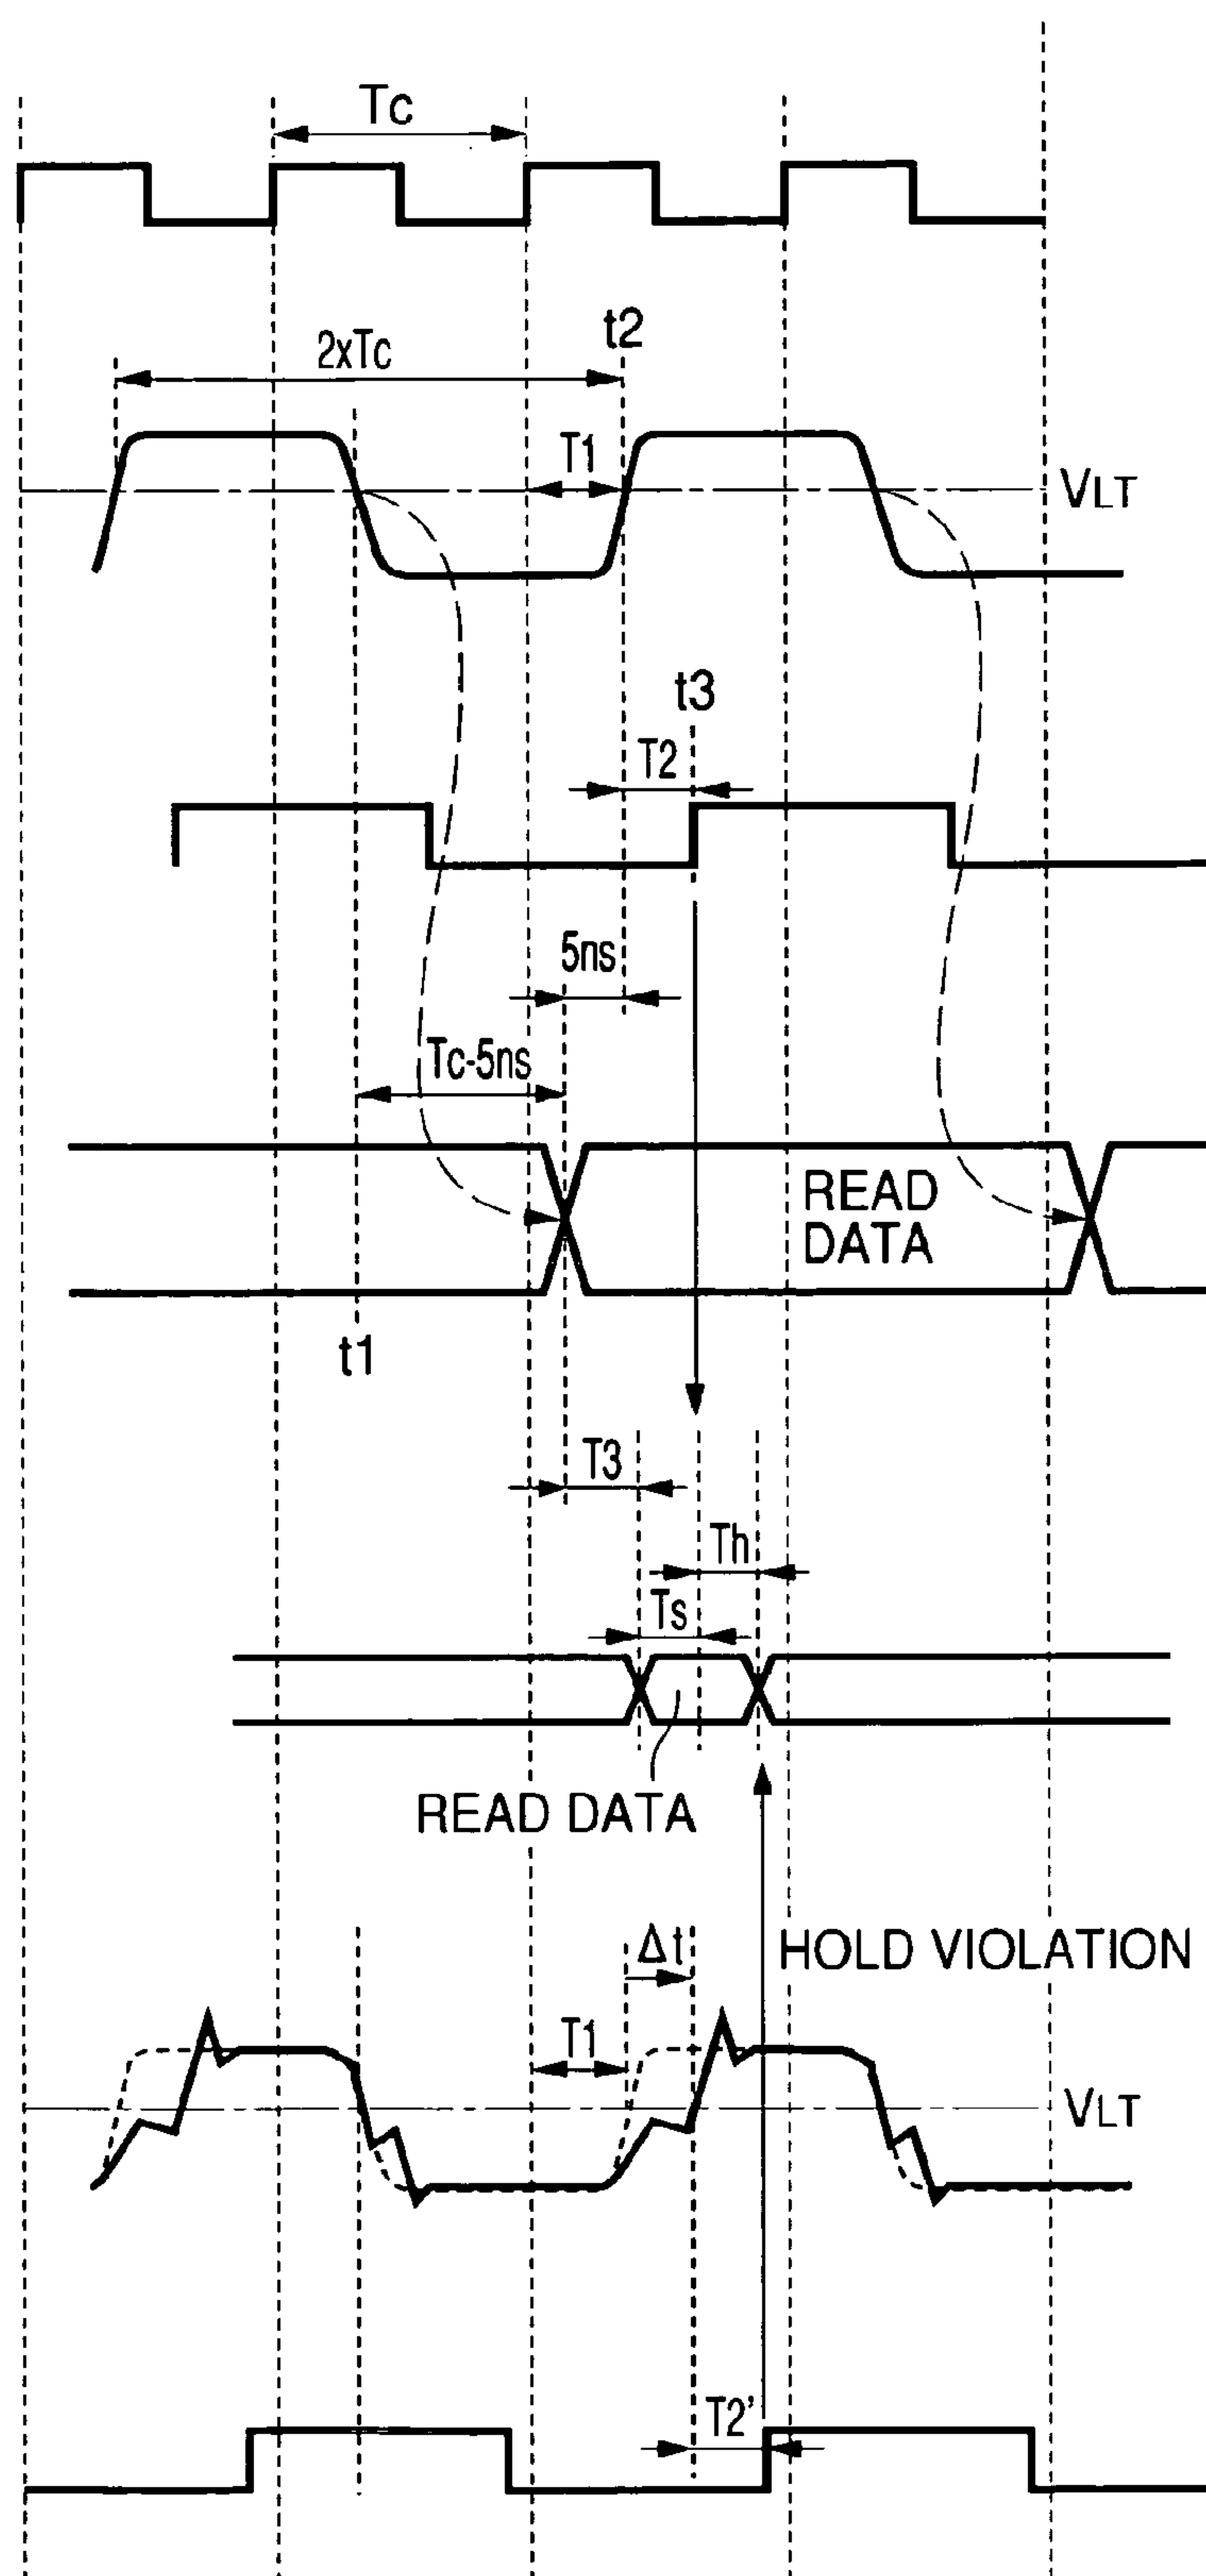 Tc
t2
2xTc
T1
VLT
t3
T2
5ns
Tc-5ns
READ
DATA
t1
T3
Th
Ts
READ DATA
Δt
HOLD VIOLATION
T1
VLT
T2'